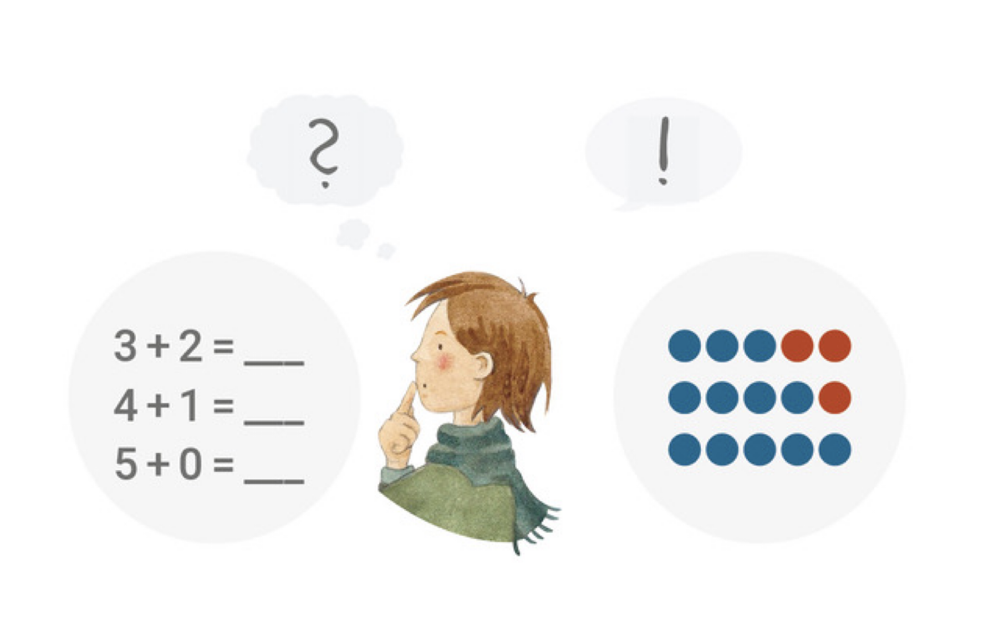 ?
!
3 + 2 = ___
4 + 1 = ___
5 + 0 = ___